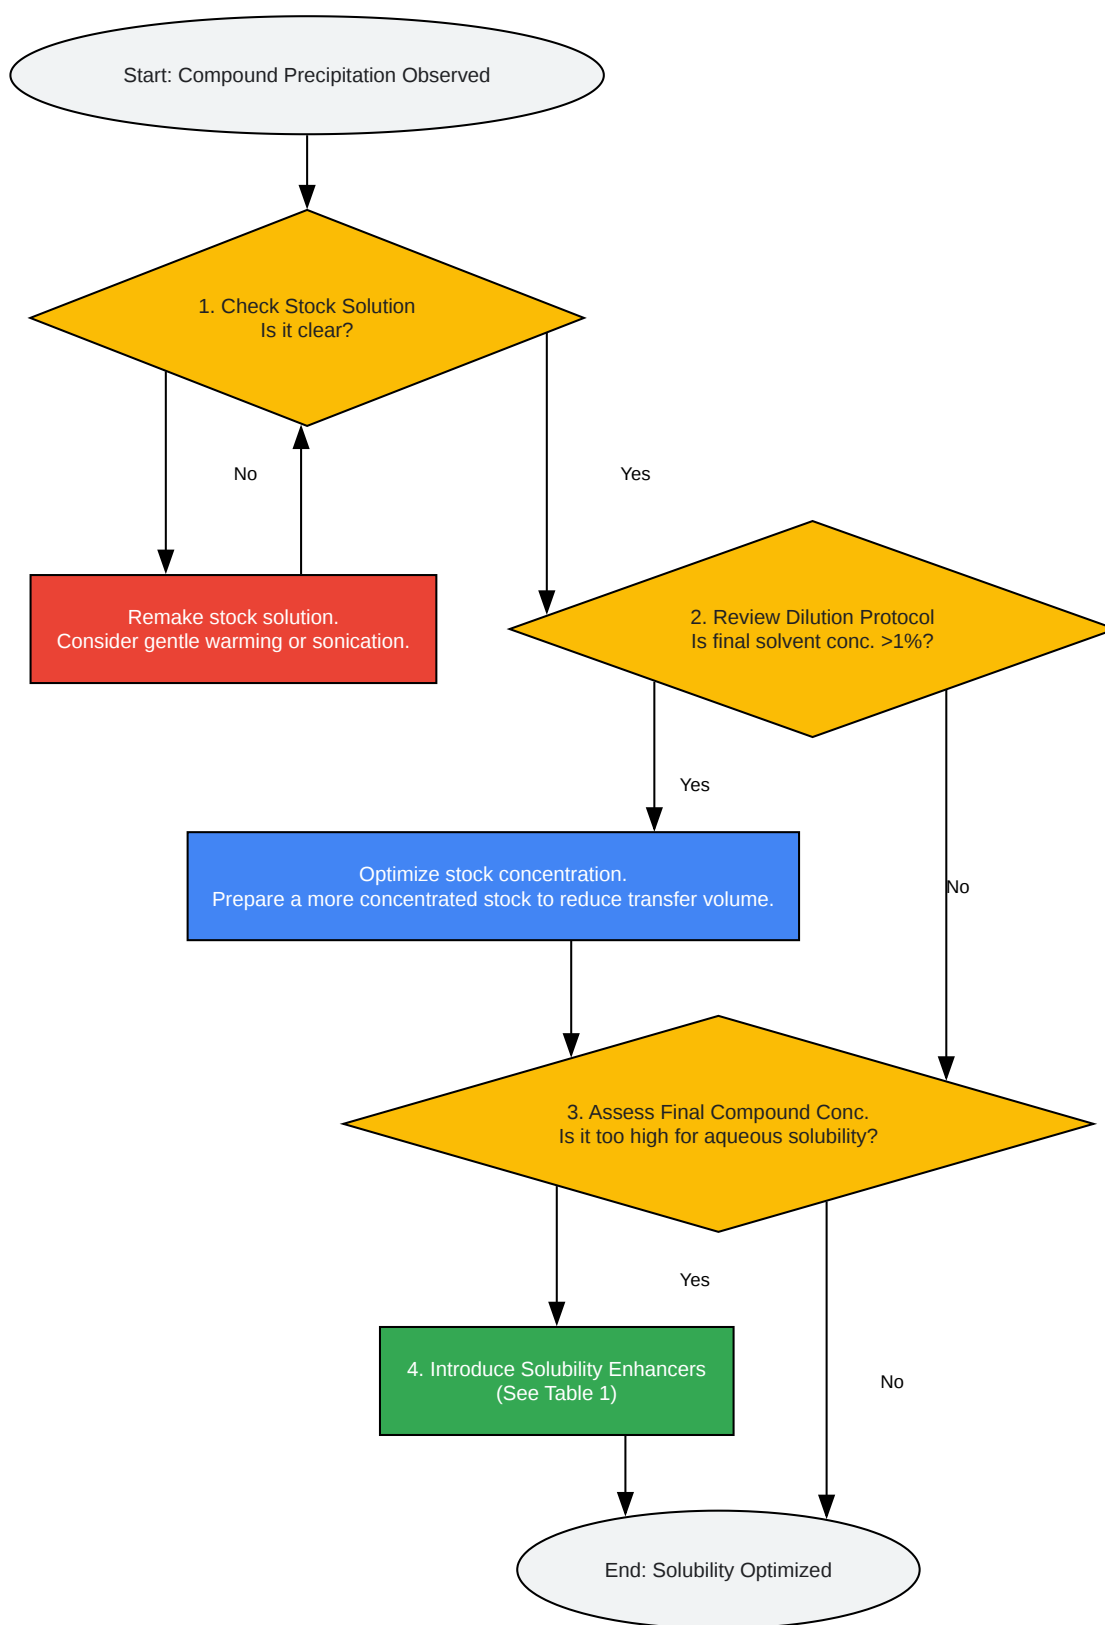 Start: Compound Precipitation Observed
1. Check Stock Solution
Is it clear?
No
Yes
Remake stock solution.
Consider gentle warming or sonication.
2. Review Dilution Protocol
Is final solvent conc. >1%?
Yes
Optimize stock concentration.
Prepare a more concentrated stock to reduce transfer volume.
No
3. Assess Final Compound Conc.
Is it too high for aqueous solubility?
Yes
4. Introduce Solubility Enhancers
(See Table 1)
No
End: Solubility Optimized